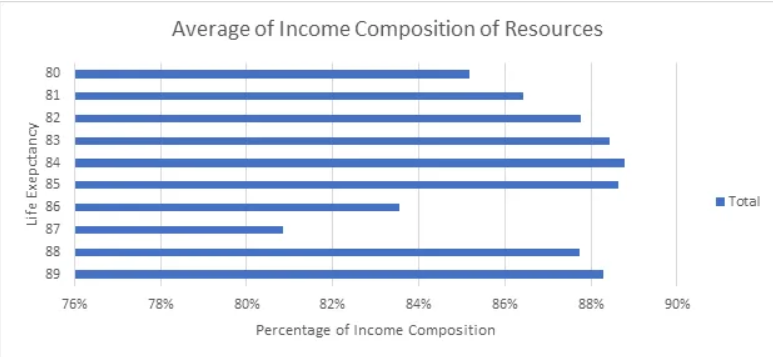 Average of Income Composition of Resources
80
81
82
83
84
85
86
87
88
89
Life Exepctancy
76% 78% 80% 82% 84% 86% 88% 90%
Percentage of Income Composition
Total